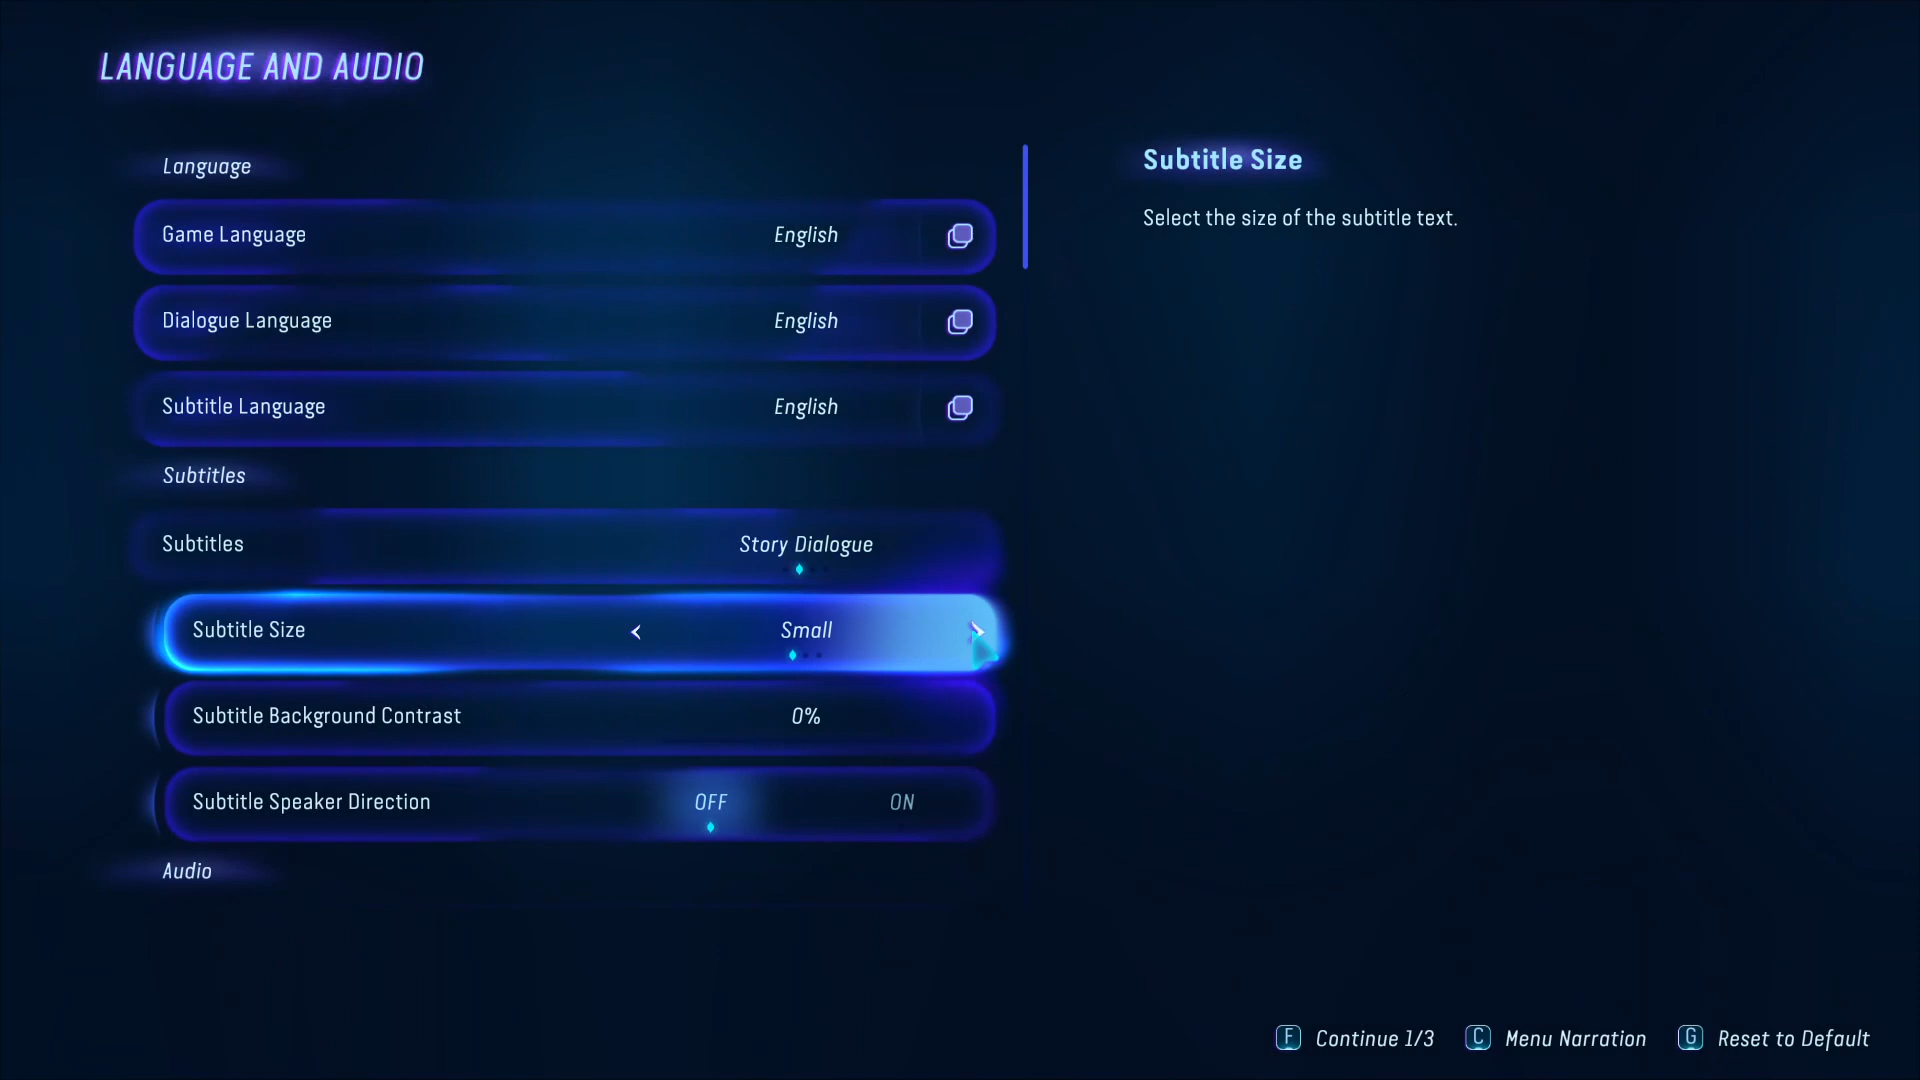 LANGUAGE AND AUDIO
Language
Game Language English
Dialogue Language English
Subtitle Language English
Subtitles
Subtitles Story Dialogue
Subtitle Size Small
Subtitle Background Contrast 0%
Subtitle Speaker Direction OFF ON
Audio
Subtitle Size
Select the size of the subtitle text.
F Continue 1/3 C Menu Narration G Reset to Default